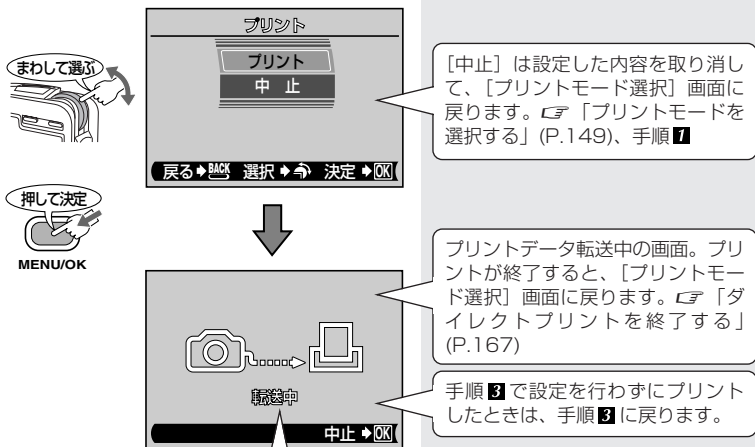 プリント
まわして選ぶ
プリント
中 止
戻る BACK 選択 決定 OK
[中止]は設定した内容を取り消し
て、[プリントモード選択]画面に
戻ります。「プリントモードを
選択する」(P.149)、手順1
押して決定
MENU/OK
プリントデータ転送中の画面。プリ
ントが終了すると、[プリントモー
ド選択]画面に戻ります。「ダ
イレクトプリントを終了する」
(P.167)
転送中
中止 OK
手順3で設定を行わずにプリント
したときは、手順3に戻ります。